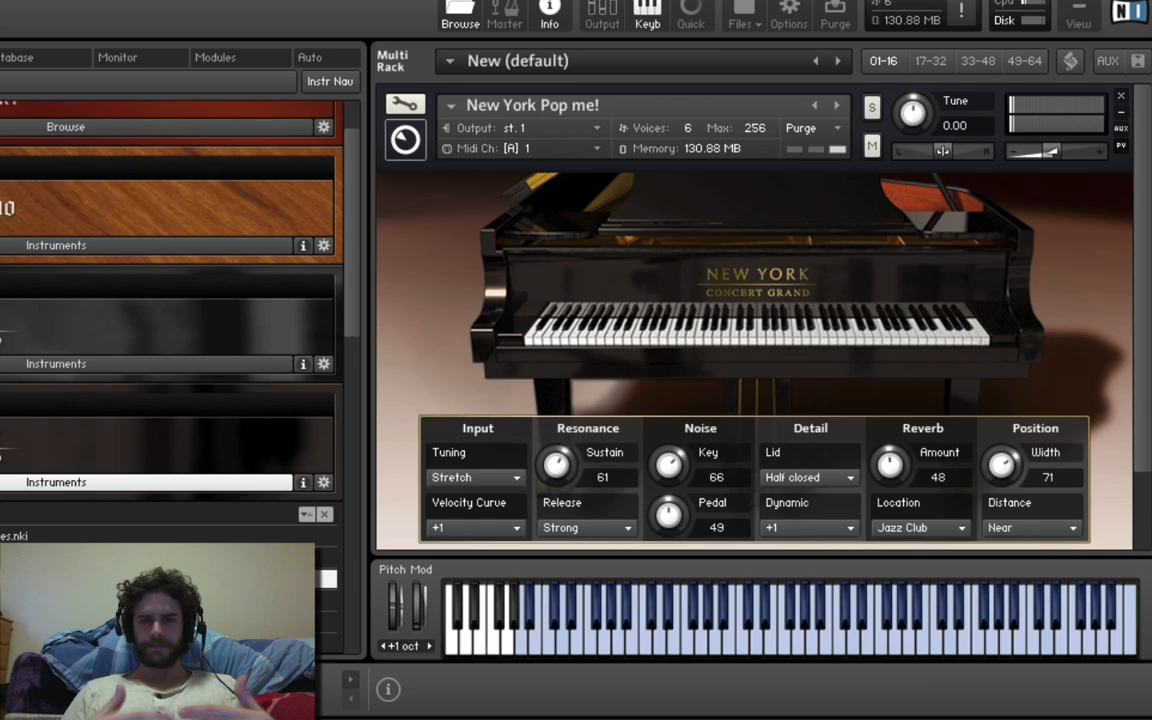 Browse Master Info Output Keyb Quick Files Options Purge 130.88 MB ! Cpu Disk View NI
tabase Monitor Modules Auto
Instr Nav
Browse
Instruments
Instruments
Instruments
es.nki
Multi Rack New (default) 01-16 17-32 33-48 49-64 AUX
New York Pop me! S Tune
Output: st. 1 Voices: 6 Max: 256 Purge 0.00
Midi Ch: [A] 1 Memory: 130.88 MB M L R - +
AUX
PV
NEW YORK
CONCERT GRAND
Input Resonance Noise Detail Reverb Position
Tuning Sustain Key Lid Amount Width
Stretch 61 66 Half closed 48 71
Velocity Curve Release Pedal Dynamic Location Distance
+1 Strong 49 +1 Jazz Club Near
Pitch Mod
+1 oct